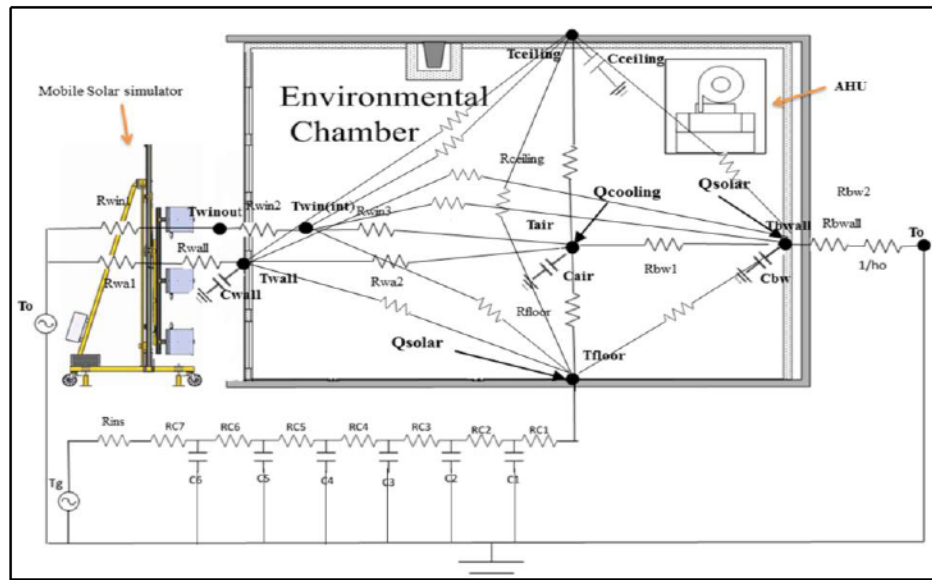 Tceiling
Cceiling
Mobile Solar simulator
Environmental
Chamber
AHU
Rceiling
Qcooling
Qsolar
Rbw2
Rwin1
Twinout
Rwin2
Twin(int)
Rwin3
Tair
Tbwall
Rbwall
To
Rwall
Rwa1
Twall
Cwall
Rwa2
Cair
Rbw1
Cbw
1/ho
To
Rfloor
Qsolar
Tfloor
Rins
RC7
RC6
RC5
RC4
RC3
RC2
RC1
C6
C5
C4
C3
C2
C1
Tg